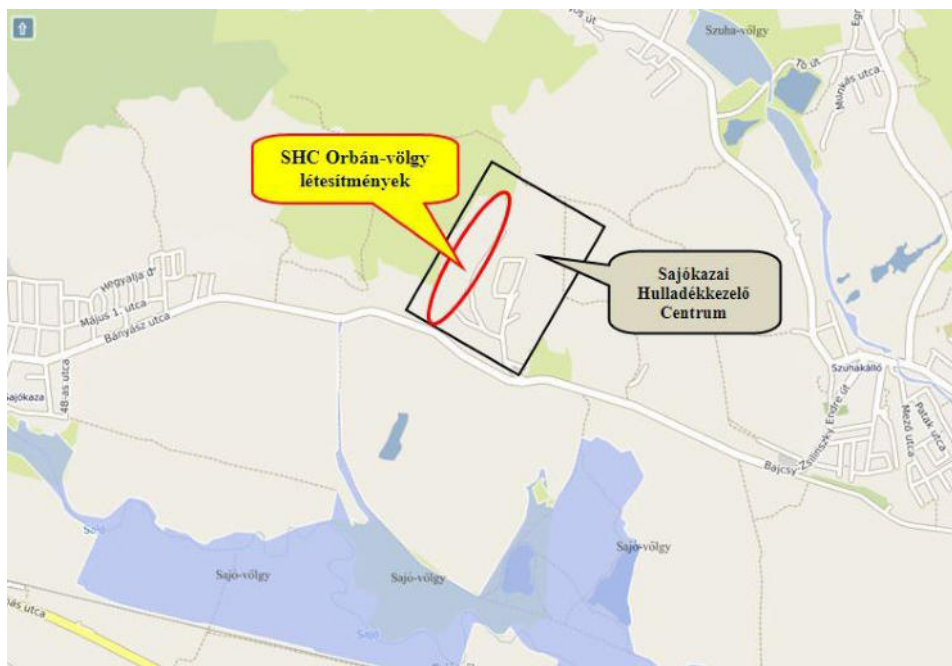 Szuha-völgy
Tó út
Munkás utca
SHC Orbán-völgy
létesítmények
Sajókazai
Hulladékkezelő
Centrum
Hegyalja
Május 1. utca
Bányász utca
48-as utca
Sajókaza
Szuhakálló
Bajcsy-Zsilinszky Endre út
Patak utca
Mező utca
Sajó
Sajó-völgy
Sajó-völgy
Sajó-völgy
Sajó
utca